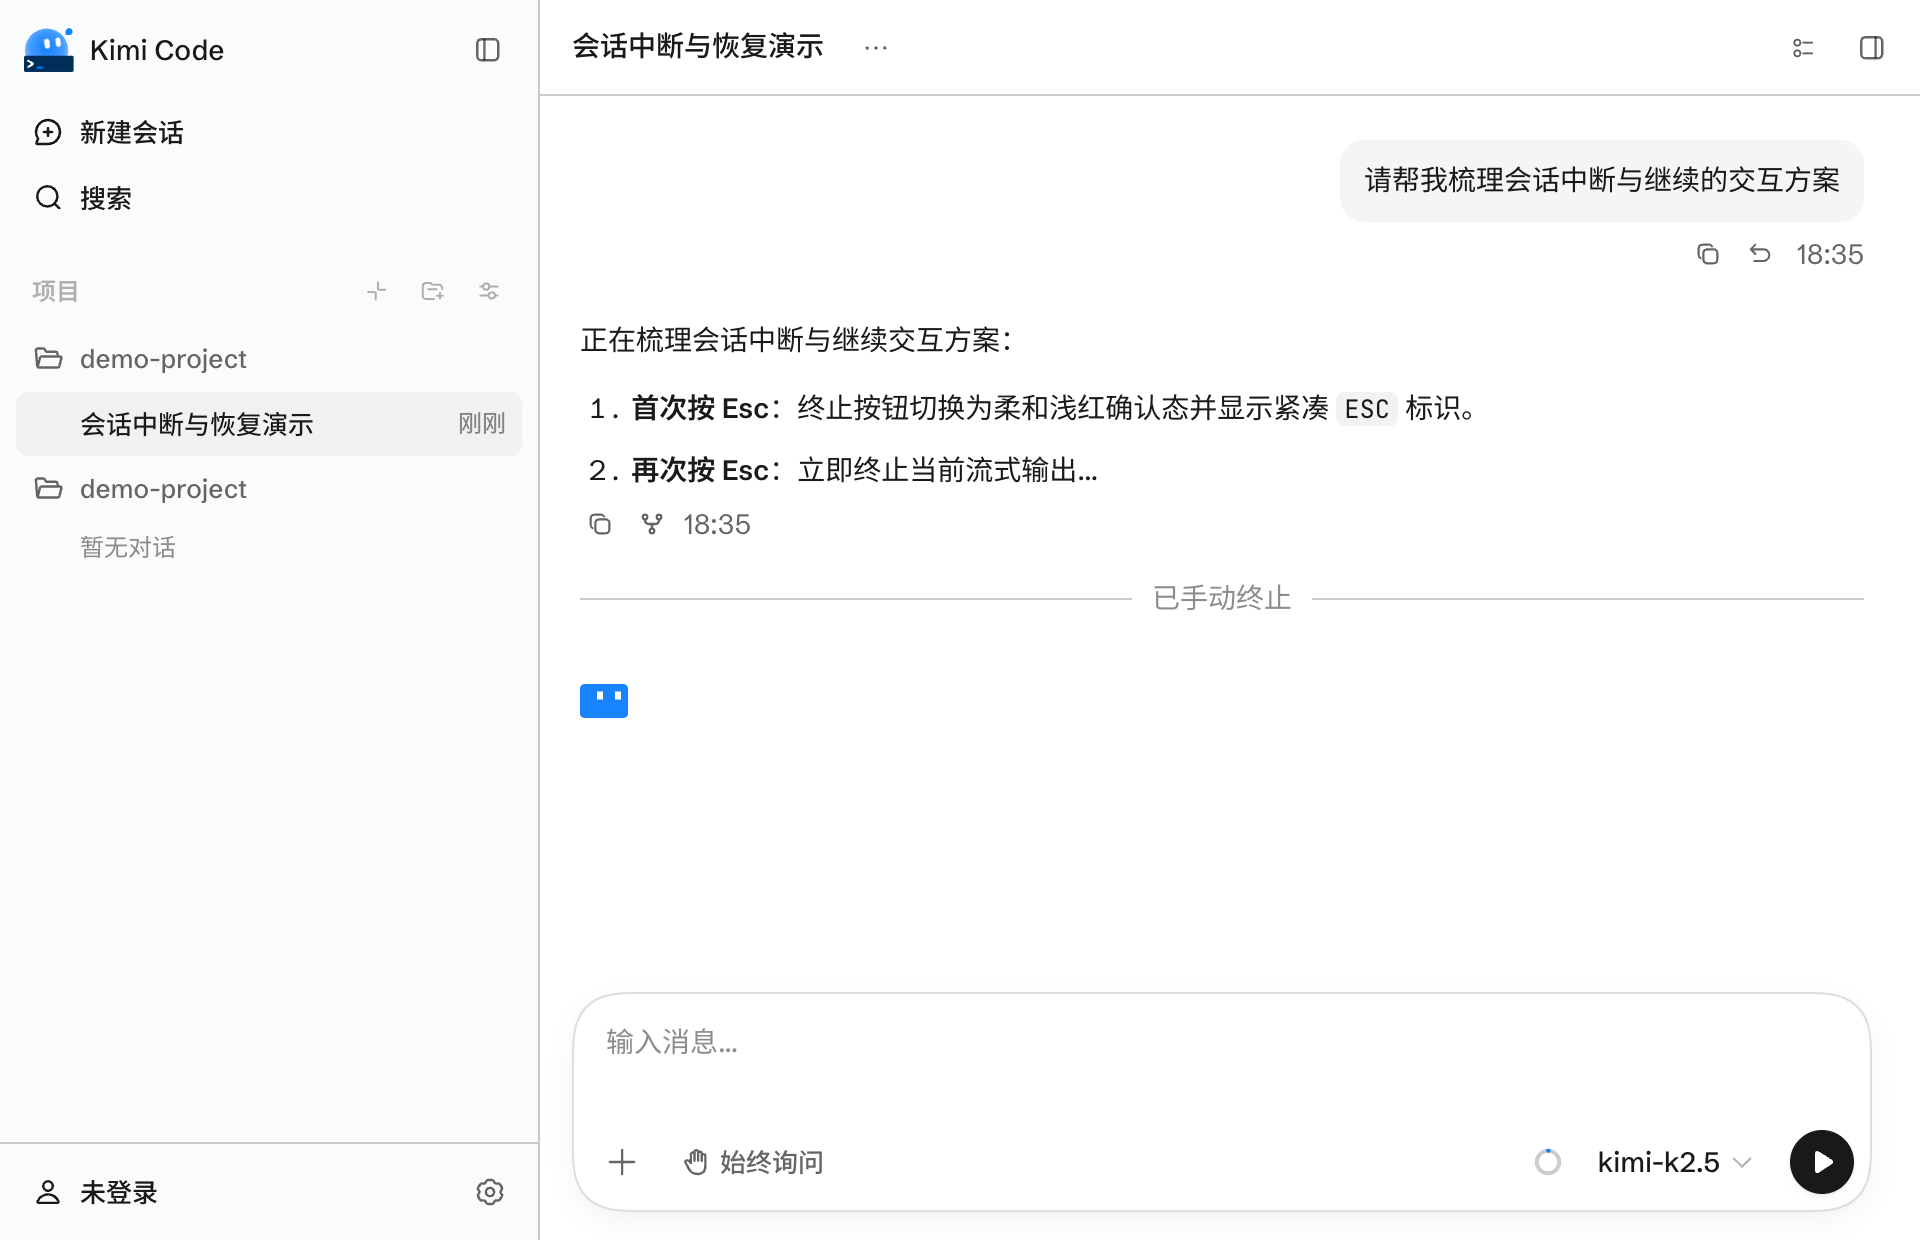 Kimi Code
新建会话
搜索
项目
demo-project
会话中断与恢复演示 刚刚
demo-project
暂无对话
未登录
会话中断与恢复演示
请帮我梳理会话中断与继续的交互方案
18:35
正在梳理会话中断与继续交互方案：
1. 首次按 Esc：终止按钮切换为柔和浅红确认态并显示紧凑 ESC 标识。
2. 再次按 Esc：立即终止当前流式输出...
18:35
已手动终止
输入消息...
始终询问
kimi-k2.5